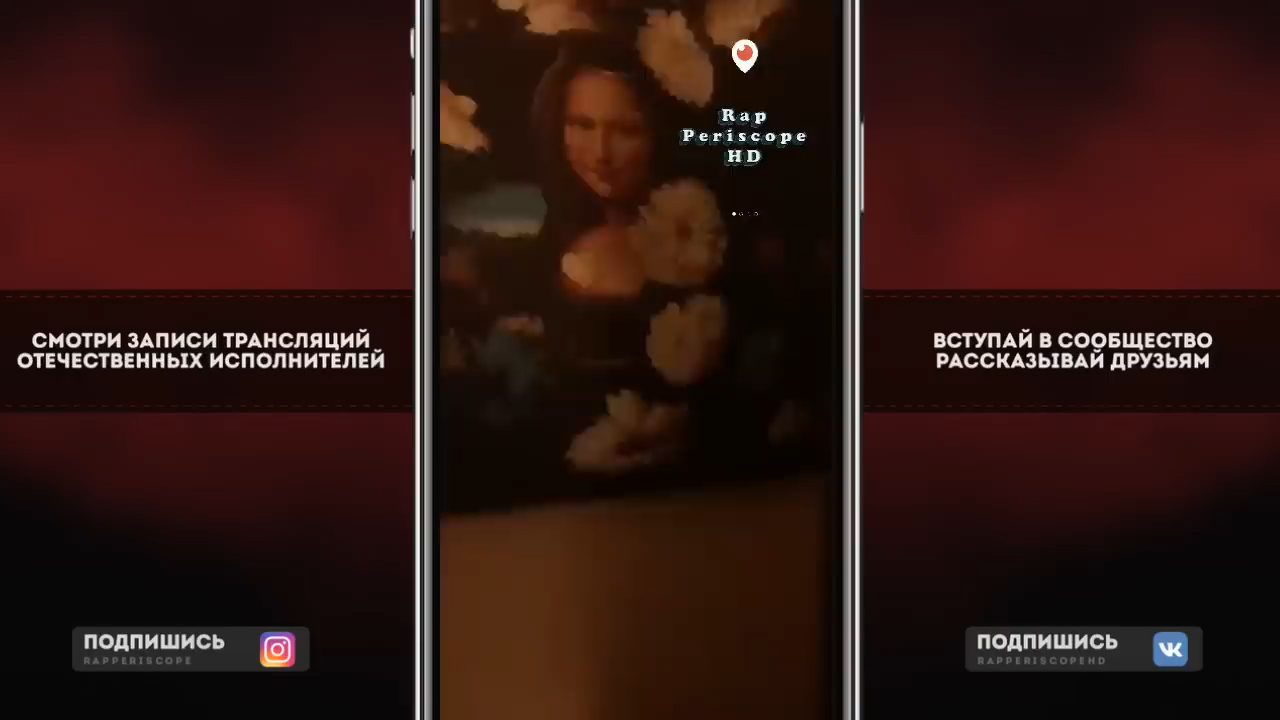 Rap
Periscope
HD
СМОТРИ ЗАПИСИ ТРАНСЛЯЦИЙ
ОТЕЧЕСТВЕННЫХ ИСПОЛНИТЕЛЕЙ
ВСТУПАЙ В СООБЩЕСТВО
РАССКАЗЫВАЙ ДРУЗЬЯМ
ПОДПИШИСЬ
RAPPERISCOPE
ПОДПИШИСЬ
RAPPERISCOPEHD